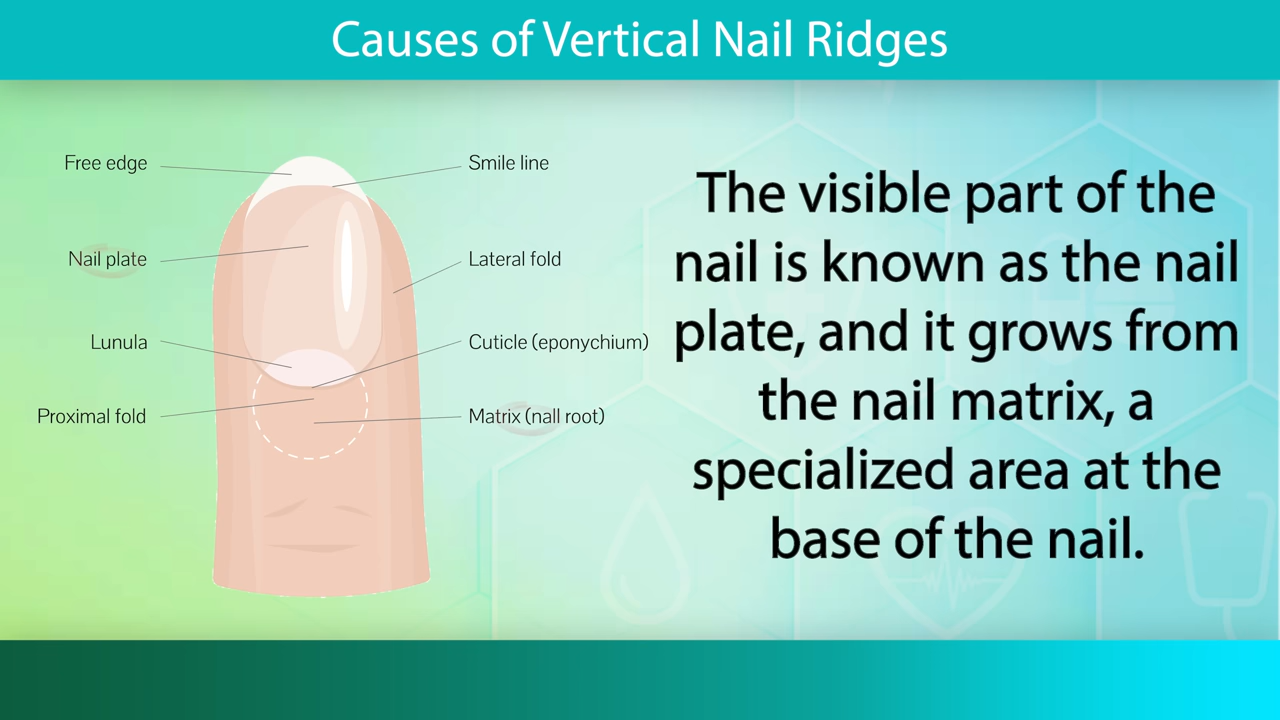 Causes of Vertical Nail Ridges
Free edge
Smile line
Nail plate
Lateral fold
Lunula
Cuticle (eponychium)
Proximal fold
Matrix (nall root)
The visible part of the
nail is known as the nail
plate, and it grows from
the nail matrix, a
specialized area at the
base of the nail.